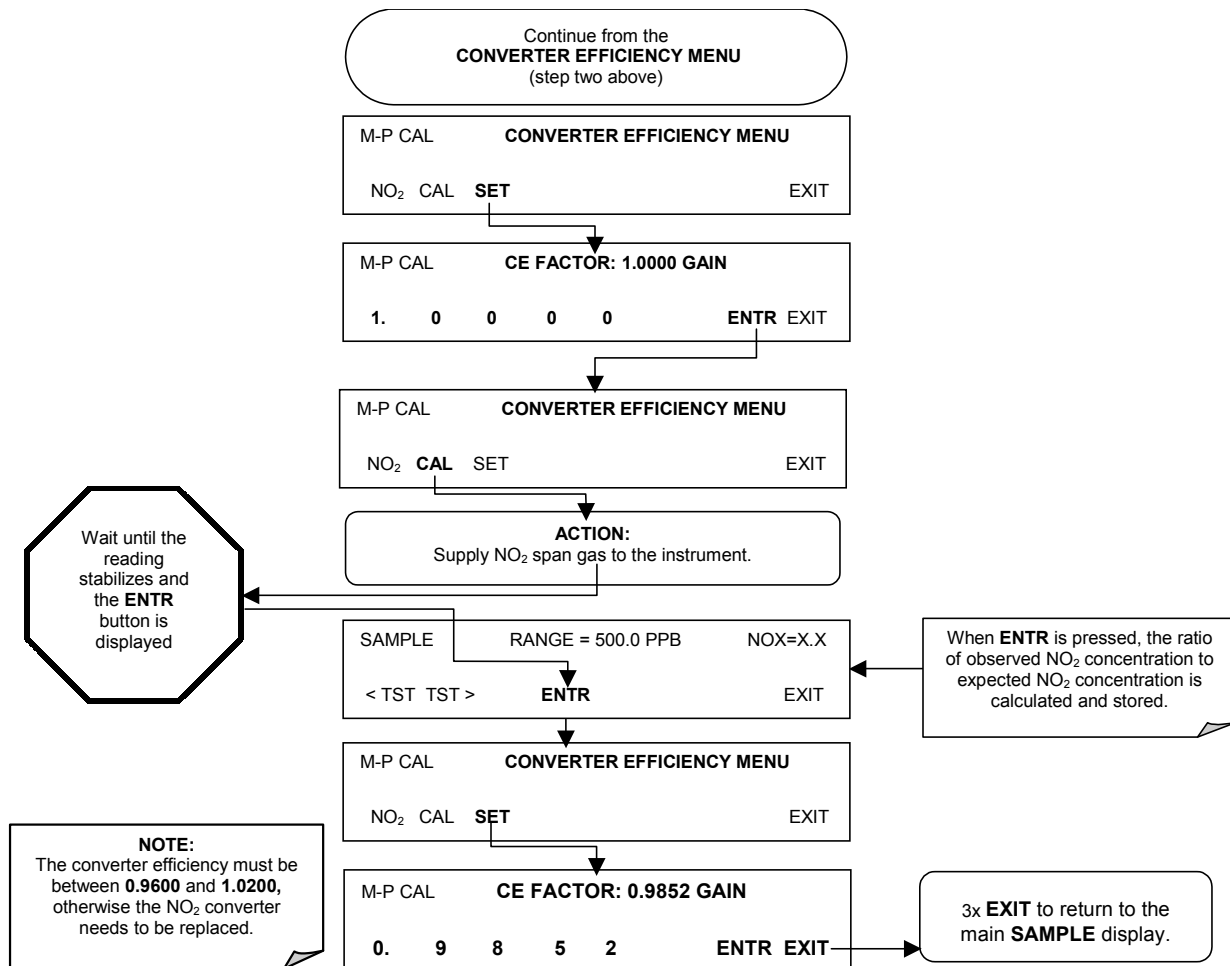 Continue from the
CONVERTER EFFICIENCY MENU
(step two above)
M-P CAL CONVERTER EFFICIENCY MENU
NO₂ CAL SET EXIT
M-P CAL CE FACTOR: 1.0000 GAIN
1. 0 0 0 0 ENTR EXIT
M-P CAL CONVERTER EFFICIENCY MENU
NO₂ CAL SET EXIT
ACTION:
Supply NO₂ span gas to the instrument.
Wait until the
reading
stabilizes and
the ENTR
button is
displayed
SAMPLE RANGE = 500.0 PPB NOX=X.X
< TST TST > ENTR EXIT
When ENTR is pressed, the ratio
of observed NO₂ concentration to
expected NO₂ concentration is
calculated and stored.
M-P CAL CONVERTER EFFICIENCY MENU
NO₂ CAL SET EXIT
NOTE:
The converter efficiency must be
between 0.9600 and 1.0200,
otherwise the NO₂ converter
needs to be replaced.
M-P CAL CE FACTOR: 0.9852 GAIN
0. 9 8 5 2 ENTR EXIT
3x EXIT to return to the
main SAMPLE display.